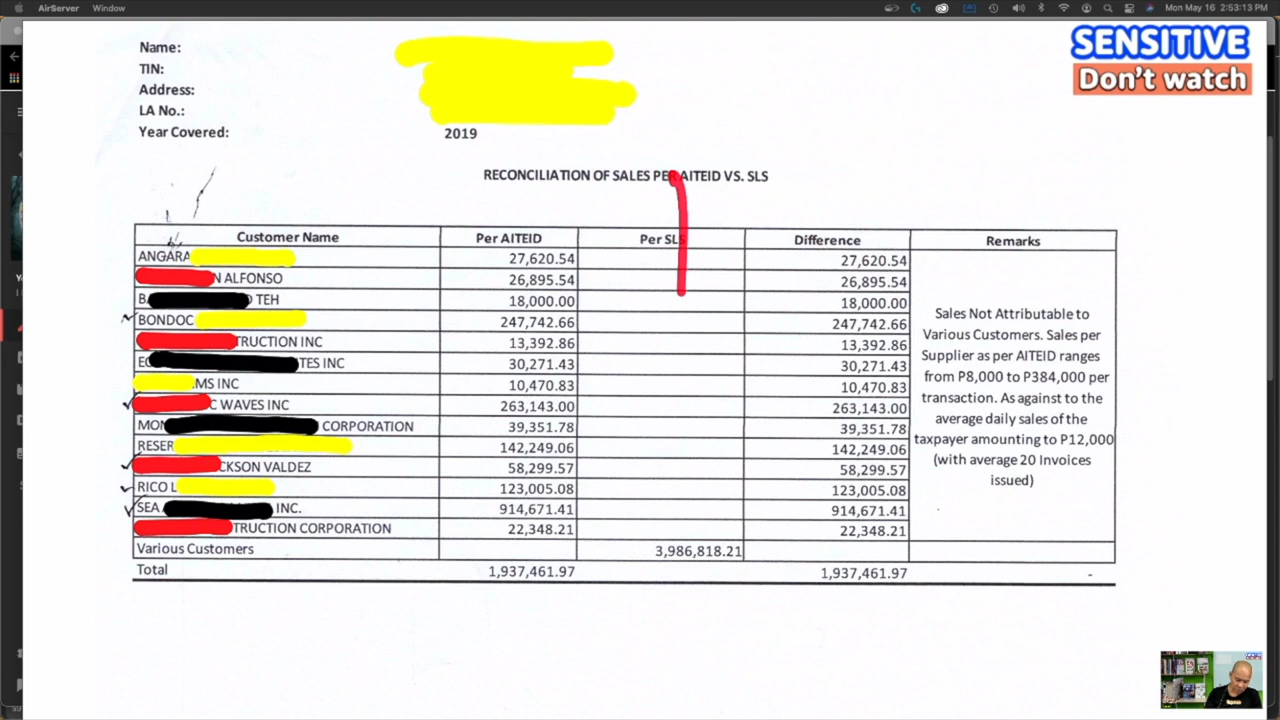 AirServer Window Mon May 16 2:53:13 PM
SENSITIVE
Don't watch
Name:
TIN:
Address:
LA No.:
Year Covered: 2019
RECONCILIATION OF SALES PER AITEID VS. SLS
Customer Name Per AITEID Per SLS Difference Remarks
ANGARA 27,620.54 27,620.54
N ALFONSO 26,895.54 26,895.54
TEH 18,000.00 18,000.00
BONDOC 247,742.66 247,742.66
TRUCTION INC 13,392.86 13,392.86
TES INC 30,271.43 30,271.43
MS INC 10,470.83 10,470.83
C WAVES INC 263,143.00 263,143.00
MON CORPORATION 39,351.78 39,351.78
RESER 142,249.06 142,249.06
CKSON VALDEZ 58,299.57 58,299.57
RICO L 123,005.08 123,005.08
SEA INC. 914,671.41 914,671.41
TRUCTION CORPORATION 22,348.21 22,348.21
Sales Not Attributable to
Various Customers. Sales per
Supplier as per AITEID ranges
from P8,000 to P384,000 per
transaction. As against to the
average daily sales of the
taxpayer amounting to P12,000
(with average 20 Invoices
issued)
Various Customers 3,986,818.21
Total 1,937,461.97 1,937,461.97 -